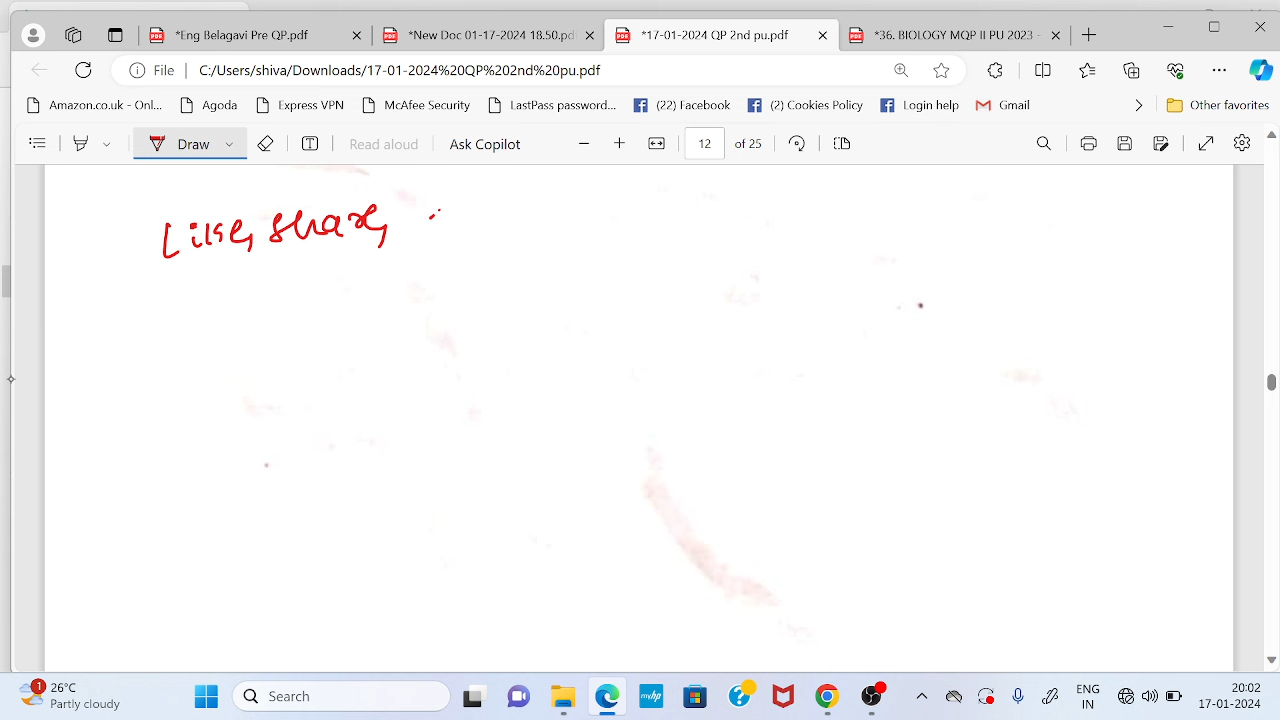 *Eng Belagavi Pre QP.pdf
*New Doc 01-17-2024 18.50.pd
*17-01-2024 QP 2nd pu.pdf
*36. BIOLOGY MQP II PU 2023 -
File
C:/Users/shiva/Downloads/17-01-2024%20QP%202nd%20pu.pdf
Amazon.co.uk - Onl...
Agoda
Express VPN
McAfee Security
LastPass password...
(22) Facebook
(2) Cookies Policy
Login help
Gmail
Other favorites
Draw
Read aloud
Ask Copilot
12 of 25
Like, Share,
1
26°C
Partly cloudy
Search
myhp
ENG
IN
20:02
17-01-2024